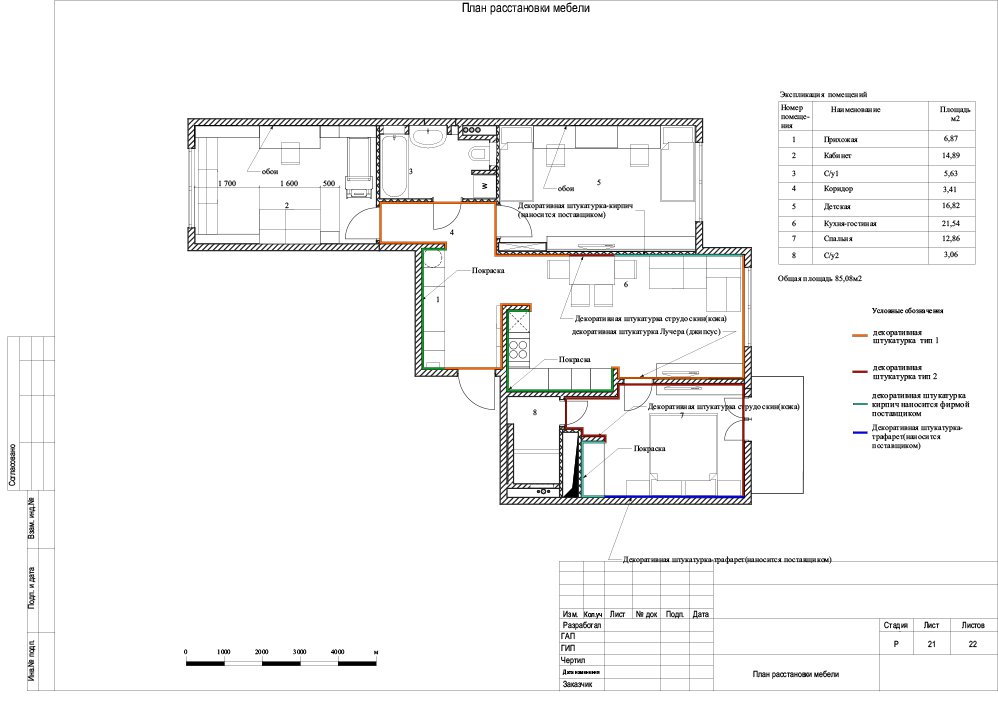 План расстановки мебели
Экспликация помещений
Номер помеще- ния
Наименование
Площадь м2
1 Прихожая 6,87
2 Кабинет 14,89
3 С/у1 5,63
4 Коридор 3,41
5 Детская 16,82
6 Кухня-гостиная 21,54
7 Спальня 12,86
8 С/у2 3,06
Общая площадь 85,08м2
Условные обозначения
декоративная
штукатурка тип 1
декоративная
штукатурка тип 2
декоративная штукатурка
кирпич наносится фирмой
поставщиком
Декоративная штукатурка-
трафарет(наносится
поставщиком)
обои
1 700
1 600
500
2
3
W
4
5
обои
Декоративная штукатурка-кирпич
(наносится поставщиком)
Покраска
1
6
Декоративная штукатурка струдоскин(кожа)
декоративная штукатурка Лучера (джипкус)
Покраска
8
Декоративная штукатурка струдоскин(кожа)
7
Покраска
Декоративная штукатурка-трафарет(наносится поставщиком)
Согласовано
Взам. инд.№
Подп. и дата
Инв.№ подл.
0 1000 2000 3000 4000 м
Изм. Кол.уч Лист № док Подп. Дата
Разработал
ГАП
ГИП
Чертил
Дата изменения
Заказчик
Стадия Лист Листов
Р 21 22
План расстановки мебели